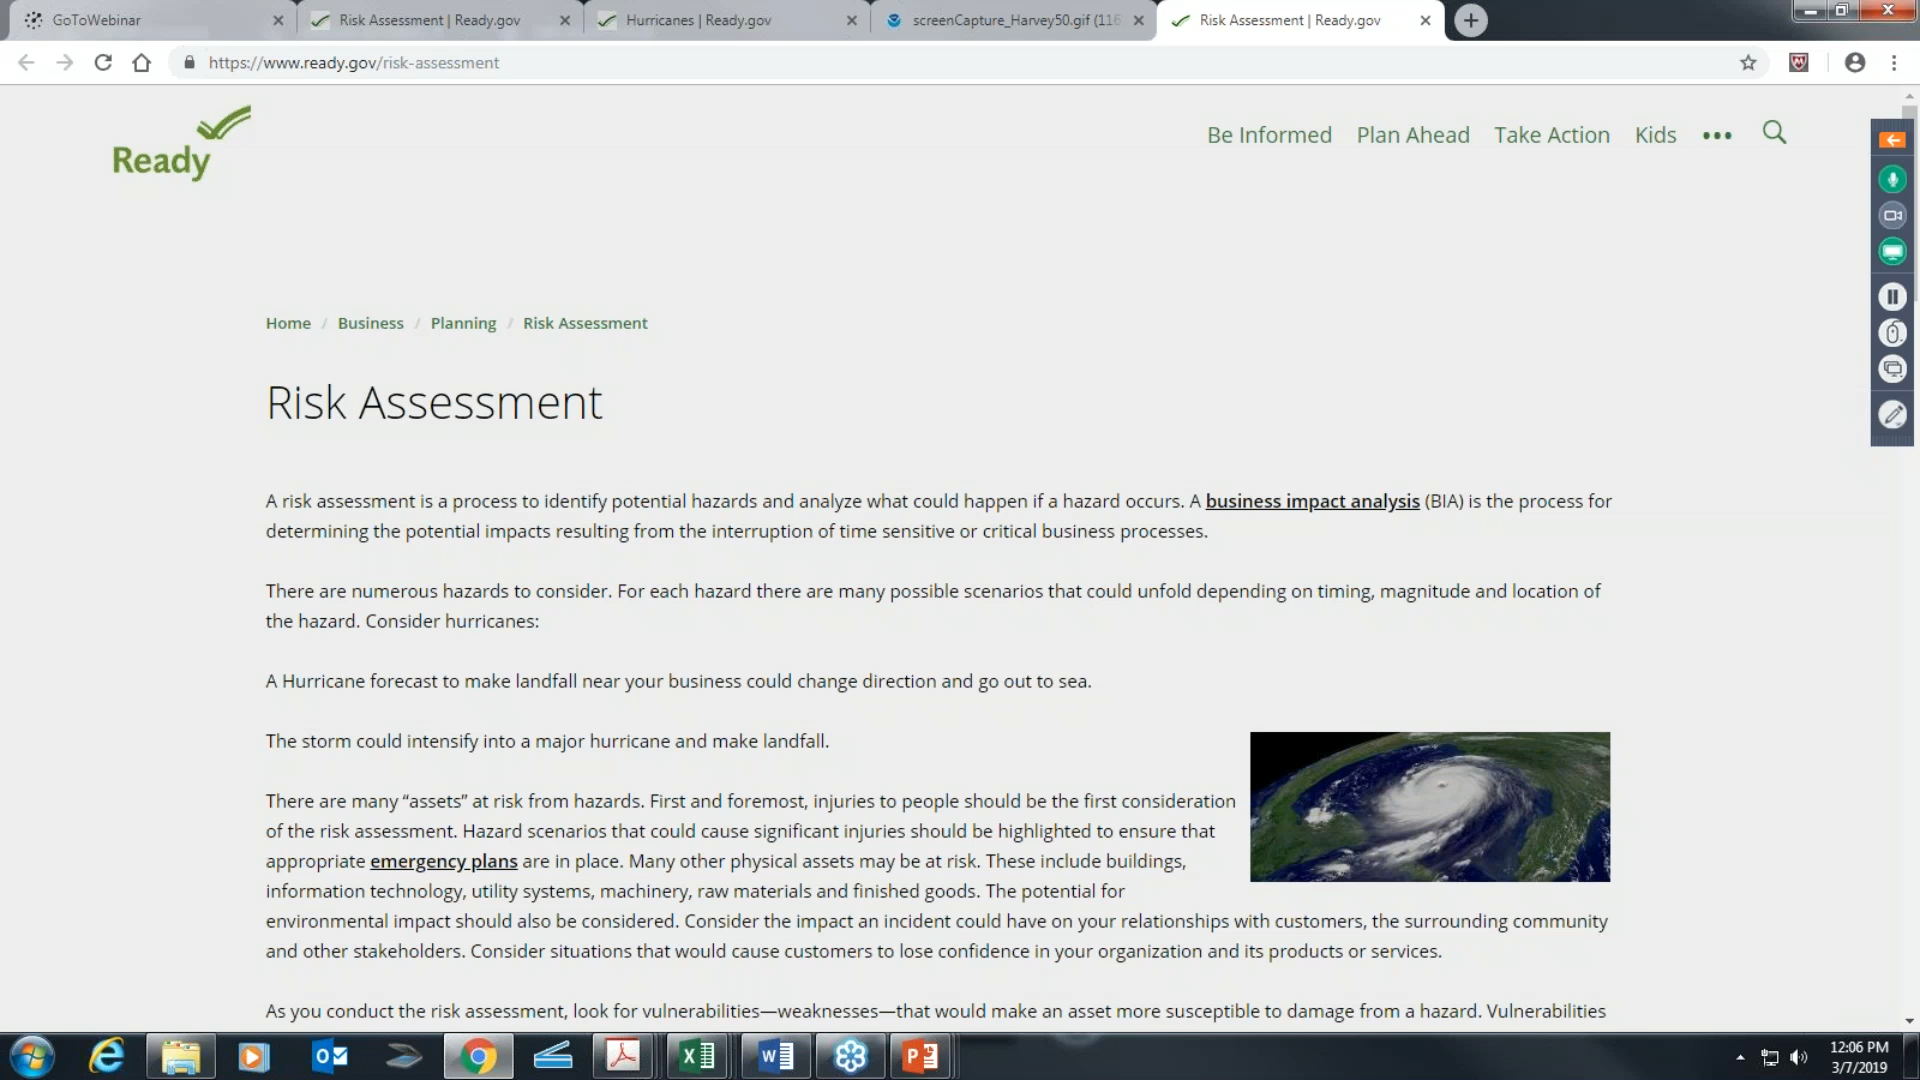 GoToWebinar
Risk Assessment | Ready.gov
Hurricanes | Ready.gov
screenCapture_Harvey50.gif (116
Risk Assessment | Ready.gov
https://www.ready.gov/risk-assessment
Ready
Be Informed
Plan Ahead
Take Action
Kids
Home / Business / Planning / Risk Assessment
Risk Assessment
A risk assessment is a process to identify potential hazards and analyze what could happen if a hazard occurs. A business impact analysis (BIA) is the process for
determining the potential impacts resulting from the interruption of time sensitive or critical business processes.
There are numerous hazards to consider. For each hazard there are many possible scenarios that could unfold depending on timing, magnitude and location of
the hazard. Consider hurricanes:
A Hurricane forecast to make landfall near your business could change direction and go out to sea.
The storm could intensify into a major hurricane and make landfall.
There are many “assets” at risk from hazards. First and foremost, injuries to people should be the first consideration
of the risk assessment. Hazard scenarios that could cause significant injuries should be highlighted to ensure that
appropriate emergency plans are in place. Many other physical assets may be at risk. These include buildings,
information technology, utility systems, machinery, raw materials and finished goods. The potential for
environmental impact should also be considered. Consider the impact an incident could have on your relationships with customers, the surrounding community
and other stakeholders. Consider situations that would cause customers to lose confidence in your organization and its products or services.
As you conduct the risk assessment, look for vulnerabilities—weaknesses—that would make an asset more susceptible to damage from a hazard. Vulnerabilities
12:06 PM
3/7/2019